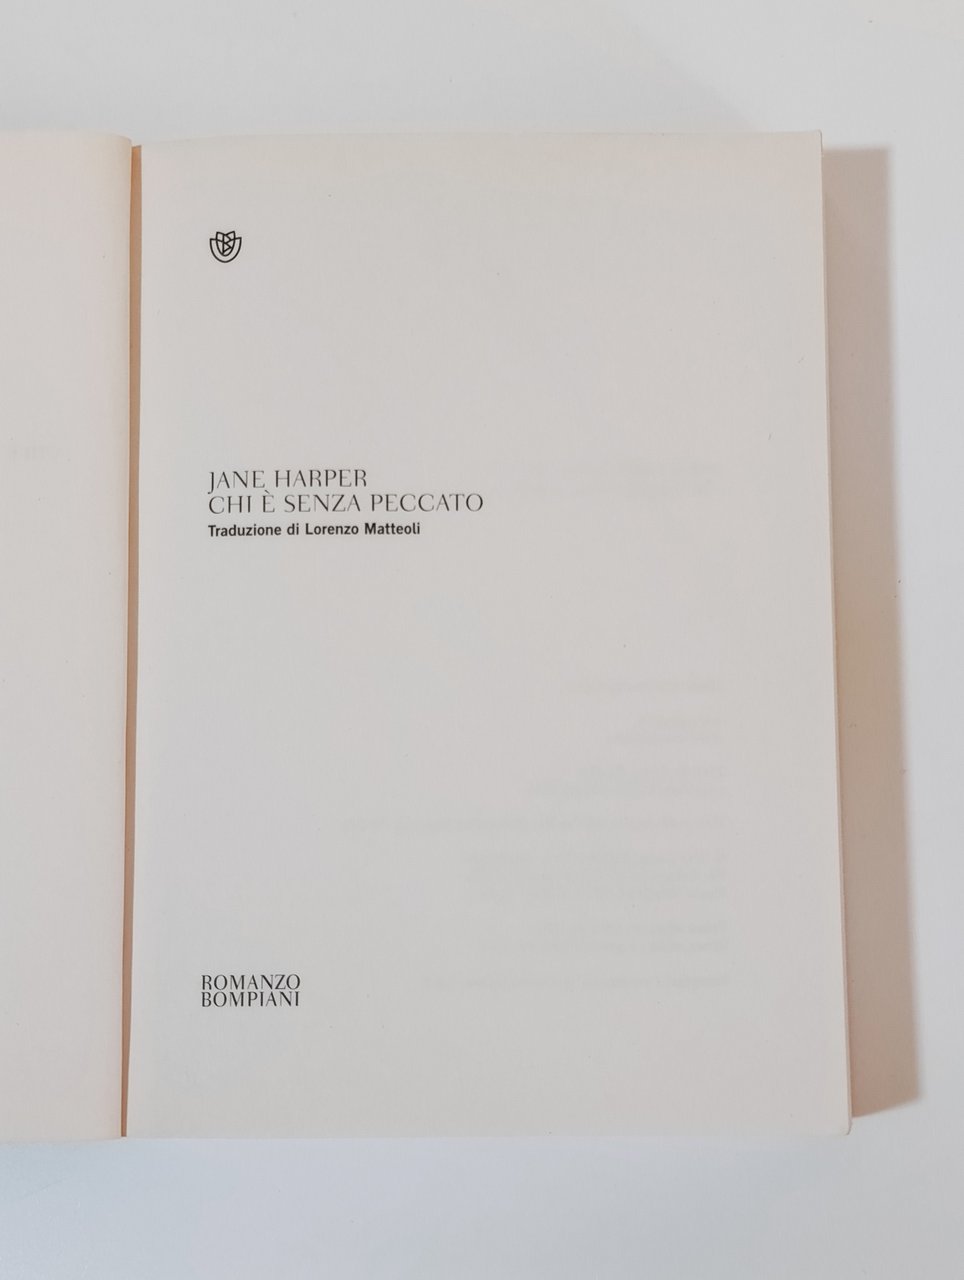 JANE HARPER
CHI È SENZA PECCATO
Traduzione di Lorenzo Matteoli
ROMANZO
BOMPIANI